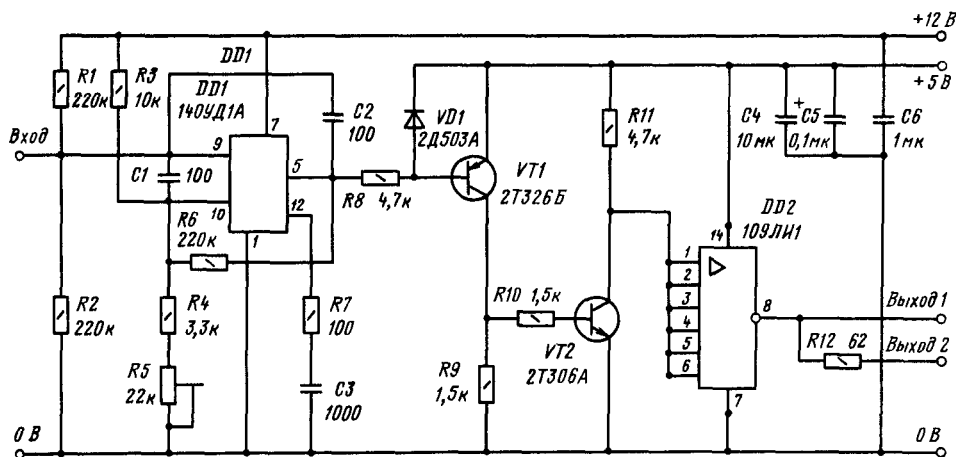 +12 В
R1
220к
R3
10к
DD1
DD1
140УД1А
7
C2
100
VD1
2Д503А
R11
4,7к
C4
10мк
+
C5
0,1мк
C6
1мк
+5 В
Вход
9
5
C1
100
10
12
1
R8
4,7к
VT1
2Т326Б
R6
220к
DD2
109ЛИ1
14
1
2
3
4
5
6
8
7
R2
220к
R4
3,3к
R7
100
R10 1,5к
VT2
2Т306А
Выход 1
Выход 2
R12 62
R5
22к
C3
1000
R9
1,5к
0 В
0 В